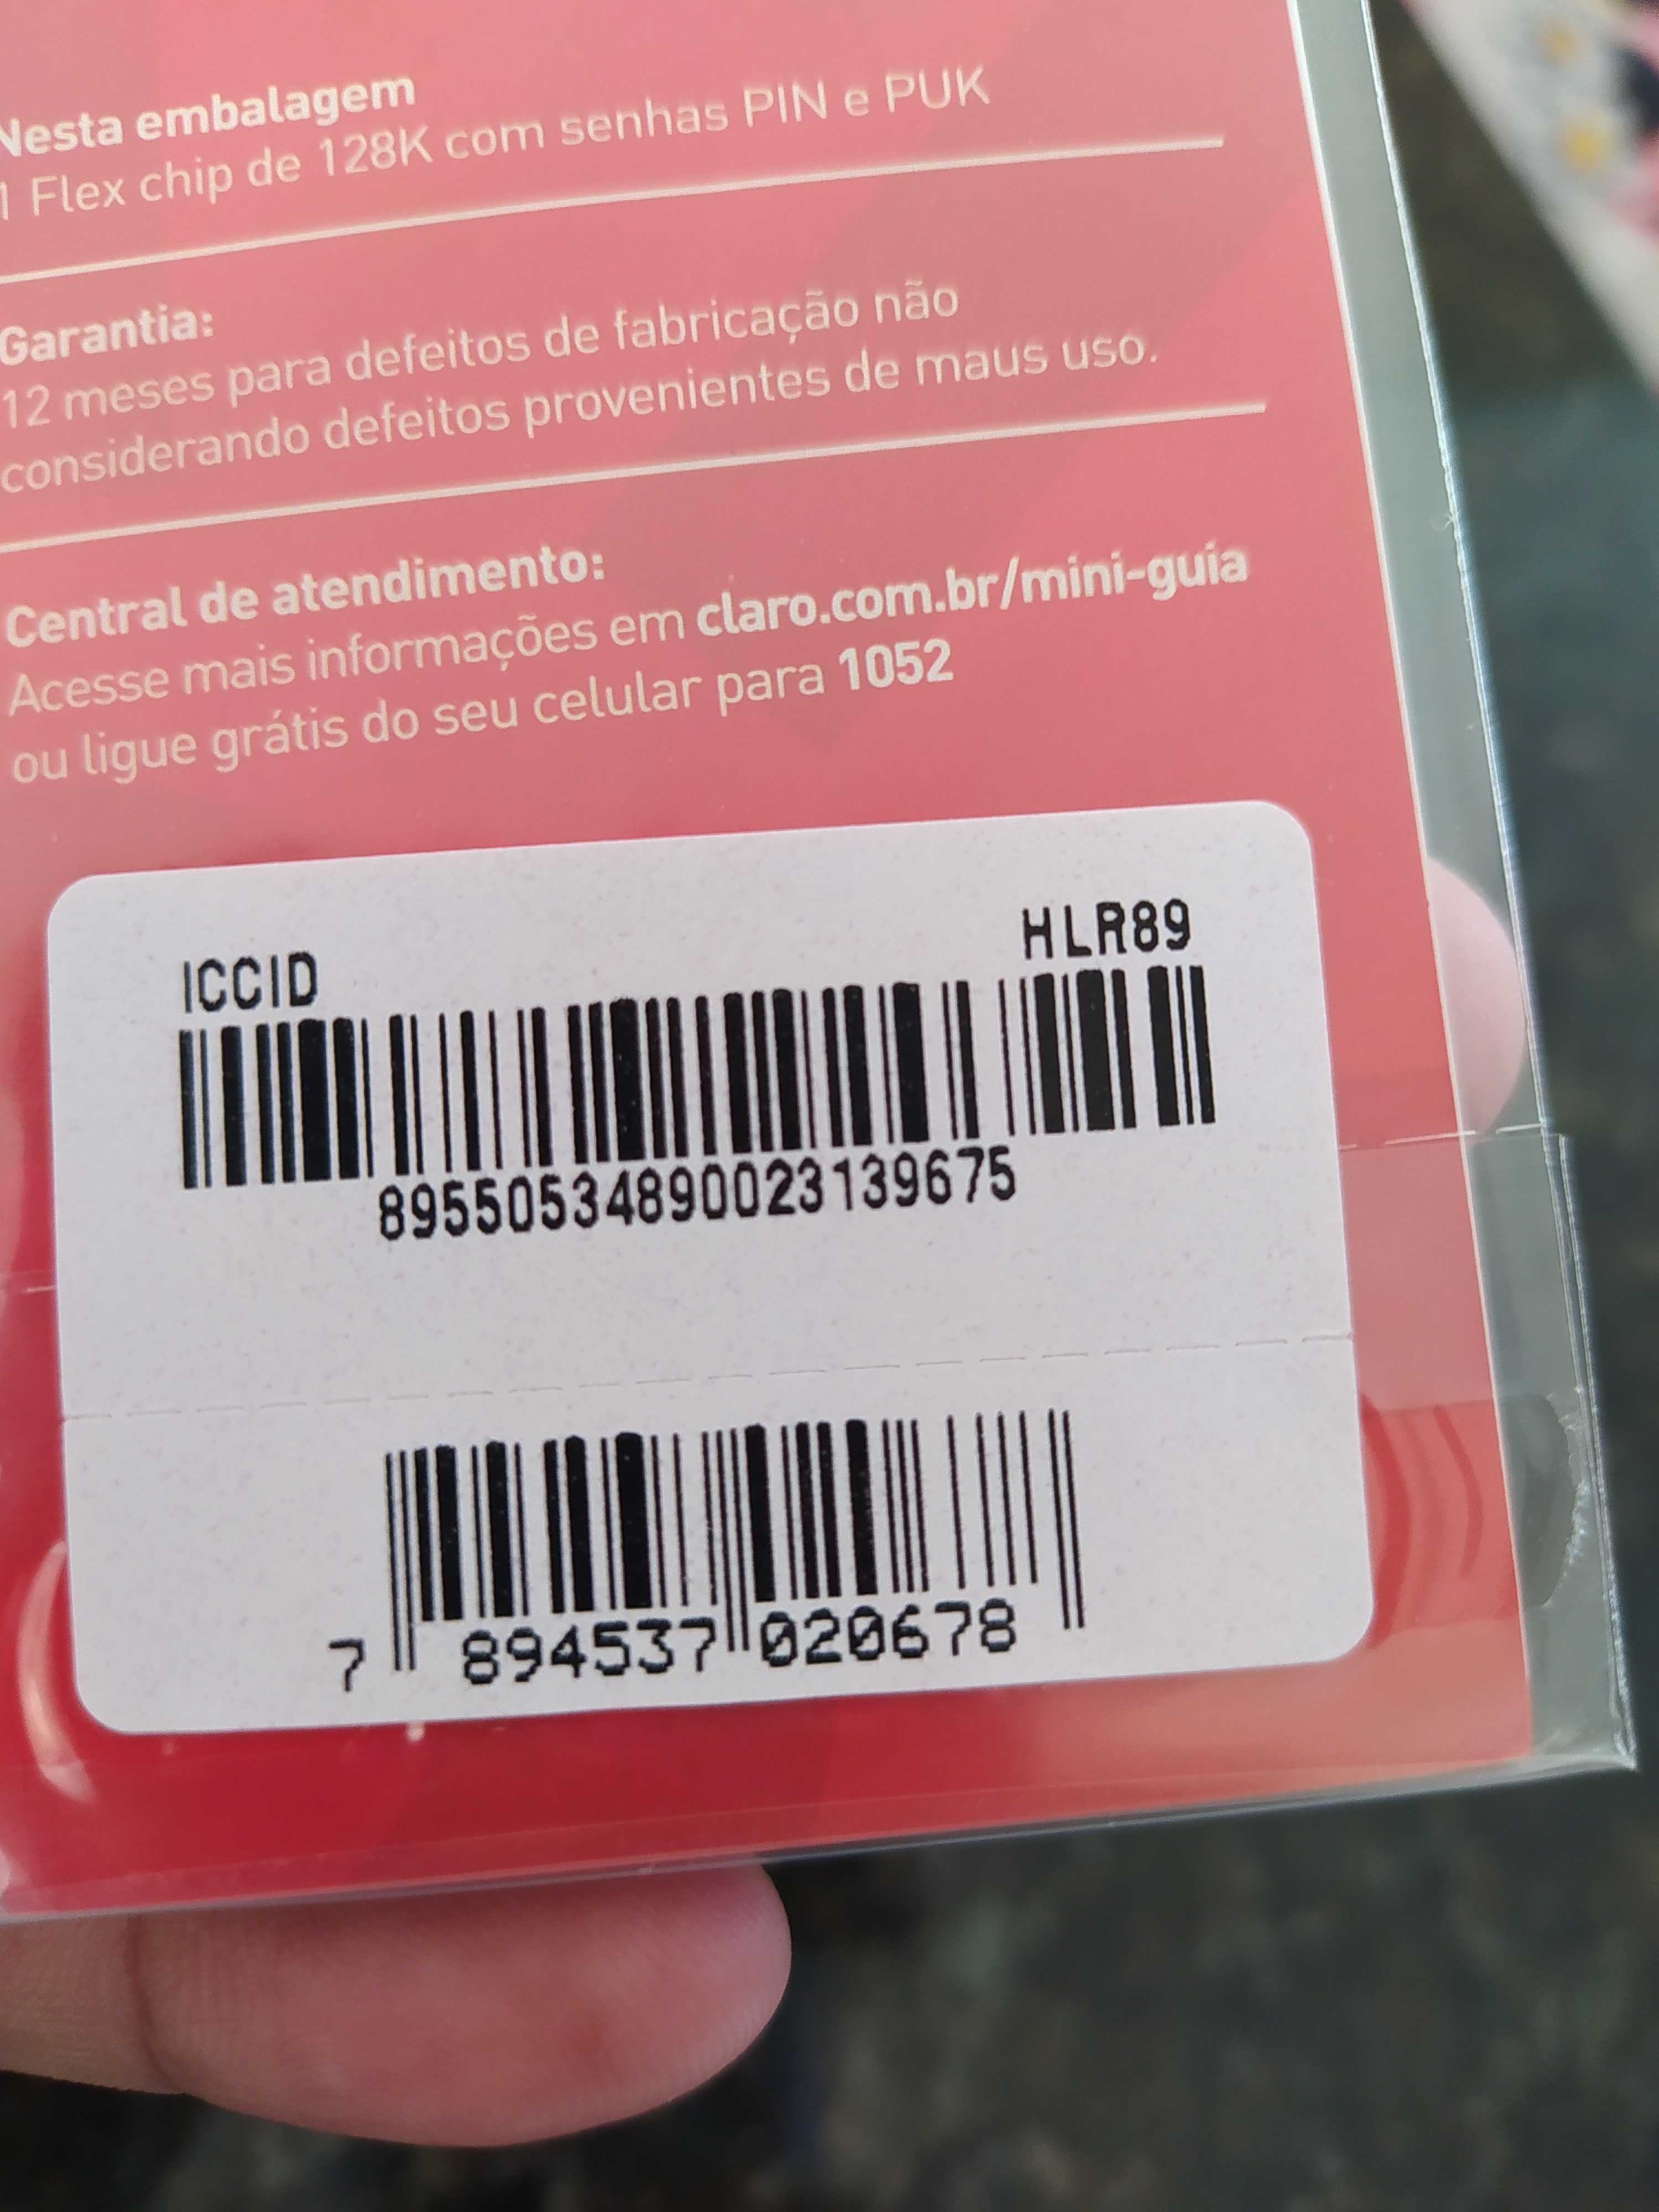 Nesta embalagem
1 Flex chip de 128K com senhas PIN e PUK
Garantia:
12 meses para defeitos de fabricação não
considerando defeitos provenientes de maus uso.
Central de atendimento:
Acesse mais informações em claro.com.br/mini-guia
ou ligue grátis do seu celular para 1052
ICCID HLR89
89550534890023139675
7 894537 020678